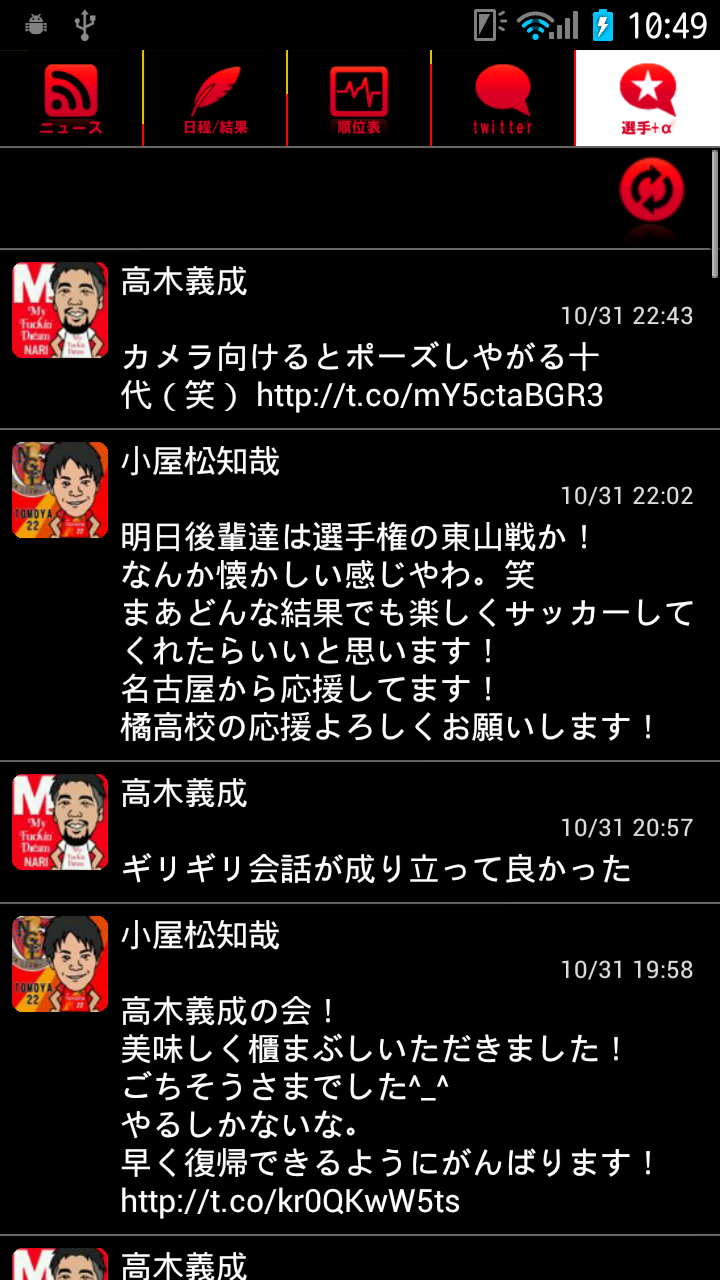 10:49
ニュース
日程/結果
順位表
twitter
選手+α
高木義成
10/31 22:43
M
"My
Fuckin
Dream
NARI
カメラ向けるとポーズしやがる十
代（笑） http://t.co/mY5ctaBGR3
小屋松知哉
10/31 22:02
TOMOYA
22
明日後輩達は選手権の東山戦か！
なんか懐かしい感じやわ。笑
まあどんな結果でも楽しくサッカーして
くれたらいいと思います！
名古屋から応援してます！
橘高校の応援よろしくお願いします！
高木義成
10/31 20:57
M
"My
Fuckin
Dream
NARI
ギリギリ会話が成り立って良かった
小屋松知哉
10/31 19:58
TOMOYA
22
高木義成の会！
美味しく櫃まぶしいただきました！
ごちそうさまでした^_^
やるしかないな。
早く復帰できるようにがんばります！
http://t.co/kr0QKwW5ts
高木義成
M